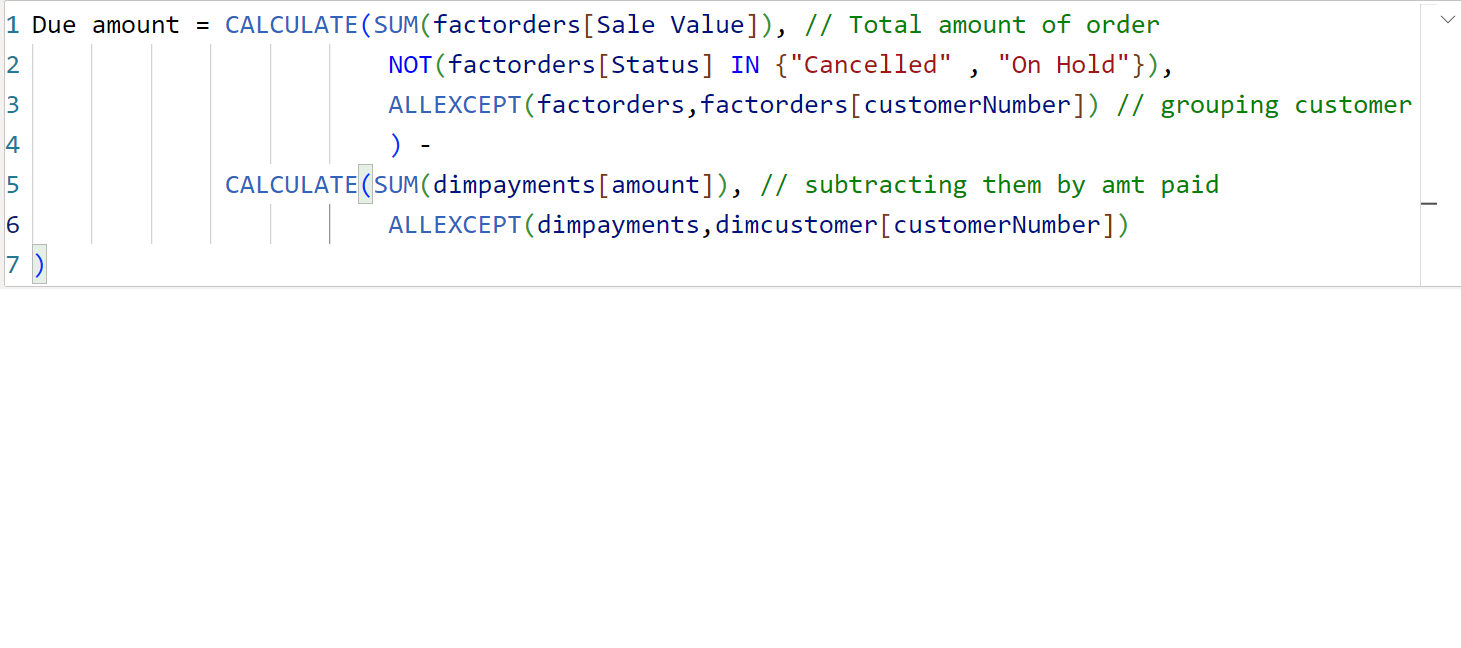 1 Due amount = CALCULATE(SUM(factorders[Sale Value]), // Total amount of order
2 NOT(factorders[Status] IN {"Cancelled" , "On Hold"}),
3 ALLEXCEPT(factorders,factorders[customerNumber]) // grouping customer
4 ) -
5 CALCULATE(SUM(dimpayments[amount]), // subtracting them by amt paid
6 ALLEXCEPT(dimpayments,dimcustomer[customerNumber])
7 )